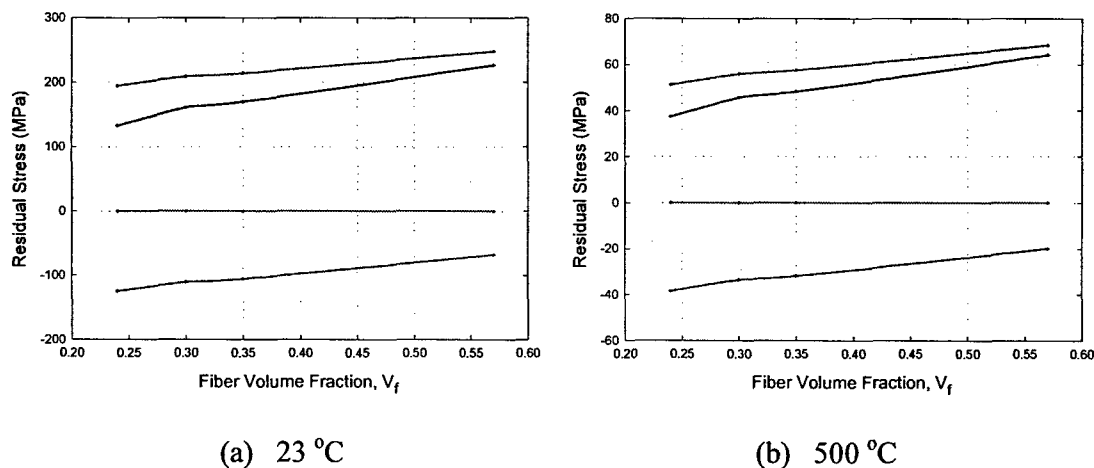 300
200
100
0
-100
-200
0.20 0.25 0.30 0.35 0.40 0.45 0.50 0.55 0.60
Residual Stress (MPa)
Fiber Volume Fraction, V_f
(a) 23 °C
80
60
40
20
0
-20
-40
-60
0.20 0.25 0.30 0.35 0.40 0.45 0.50 0.55 0.60
Residual Stress (MPa)
Fiber Volume Fraction, V_f
(b) 500 °C